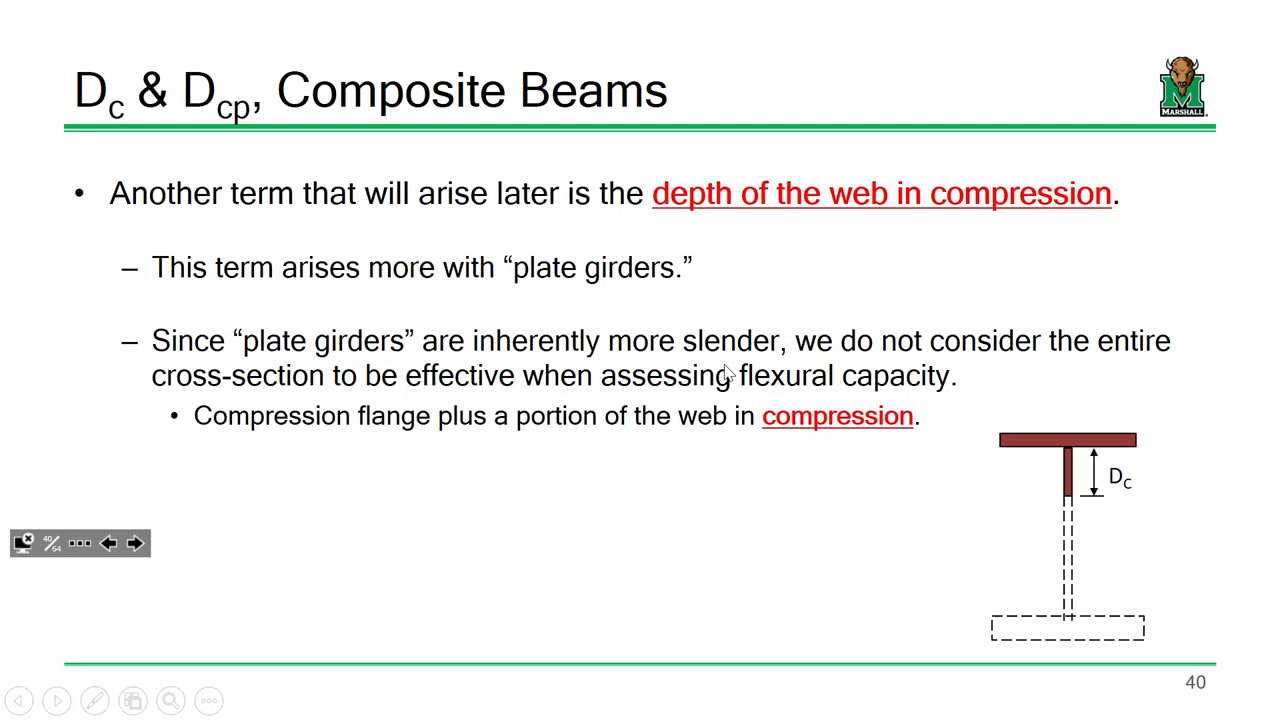 Dc & Dcp, Composite Beams
MARSHALL
• Another term that will arise later is the depth of the web in compression.
– This term arises more with “plate girders.”
– Since “plate girders” are inherently more slender, we do not consider the entire
cross-section to be effective when assessing flexural capacity.
• Compression flange plus a portion of the web in compression.
DC
40/64
40